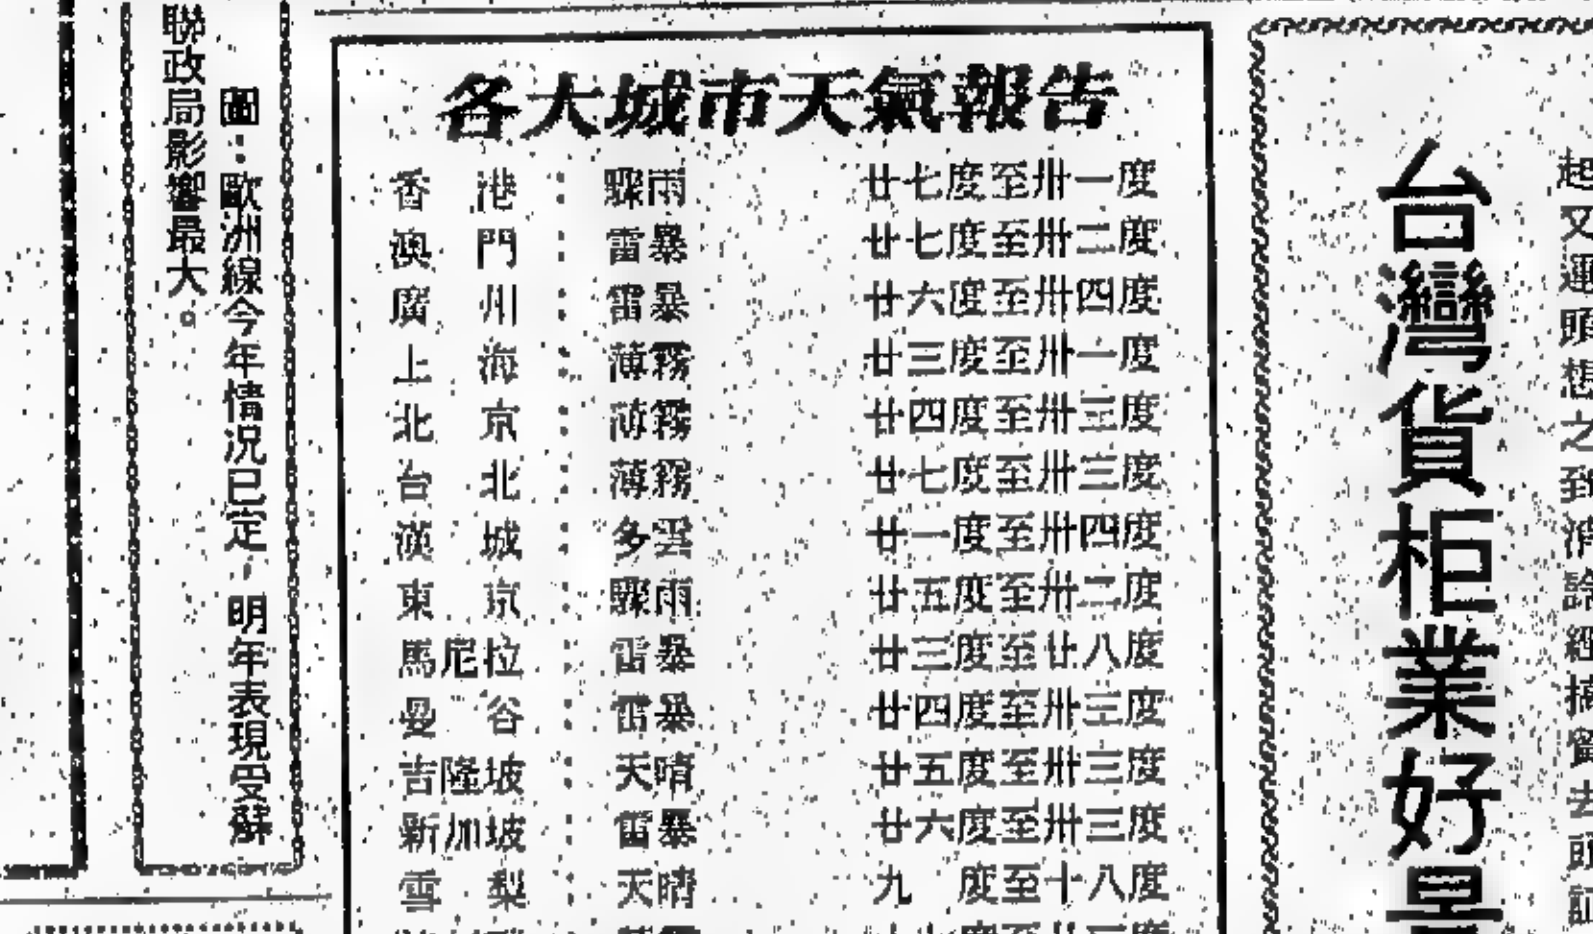 各大城市天氣報告
香港：驟雨 廿七度至卅一度
澳門：雷暴 廿七度至卅二度
廣州：雷暴 廿六度至卅四度
上海：薄霧 廿三度至卅一度
北京：薄霧 廿四度至卅三度
台北：薄霧 廿七度至卅三度
漢城：多雲 廿一度至卅四度
東京：驟雨 廿五度至卅二度
馬尼拉：雷暴 廿三度至廿八度
曼谷：雷暴 廿四度至卅三度
吉隆坡：天晴 廿五度至卅三度
新加坡：雷暴 廿六度至卅三度
雪梨：天晴 九度至十八度
起又運頭想之到消
台灣貨柜業好景
圖：歐洲線今年情況已定，明年表現受蘇
聯政局影響最大。